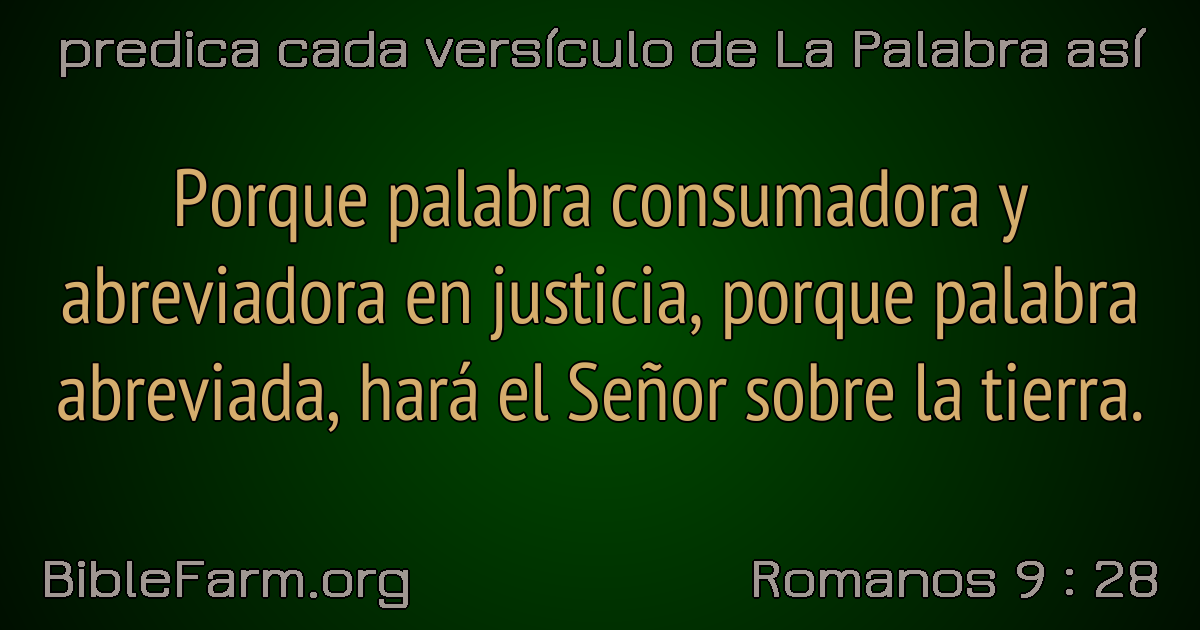 predica cada versículo de La Palabra así
Porque palabra consumadora y
abreviadora en justicia, porque palabra
abreviada, hará el Señor sobre la tierra.
BibleFarm.org
Romanos 9 : 28